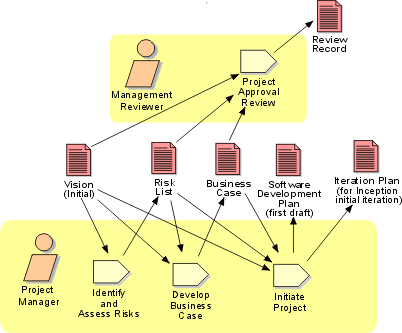 Review
Record
Management
Reviewer
Project
Approval
Review
Vision
(Initial)
Risk
List
Business
Case
Software
Development
Plan
(first draft)
Iteration Plan
(for Inception
initial iteration)
Project
Manager
Identify
and
Assess Risks
Develop
Business
Case
Initiate
Project